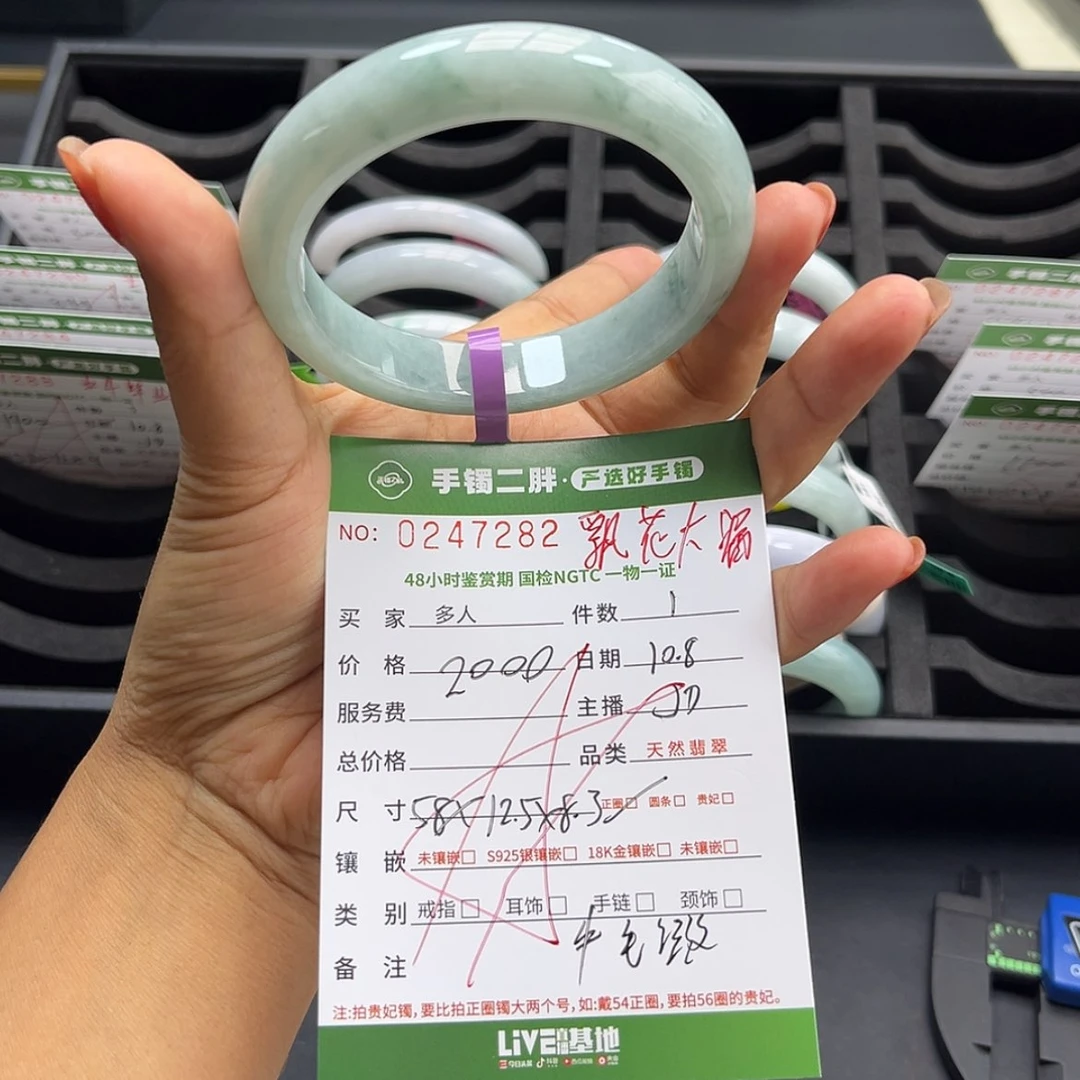 手镯二胖·严选好手镯
NO: 0247282 飘花大镯
48小时鉴赏期 国检NGTC 一物一证
买 家 多人 件数 1
价 格 2000 日期 10.8
服务费 主播
总价格 品类 天然翡翠
尺 寸 58×12.5×8.3 正圈□ 圆条□ 贵妃□
镶 嵌 未镶嵌□ S925银镶嵌□ 18K金镶嵌□ 未镶嵌□
类 别 戒指□ 耳饰□ 手链□ 颈饰□
备 注
注:拍贵妃镯,要比拍正圈镯大两个号,如:戴54正圈,要拍56圈的贵妃。
LiVE 基地